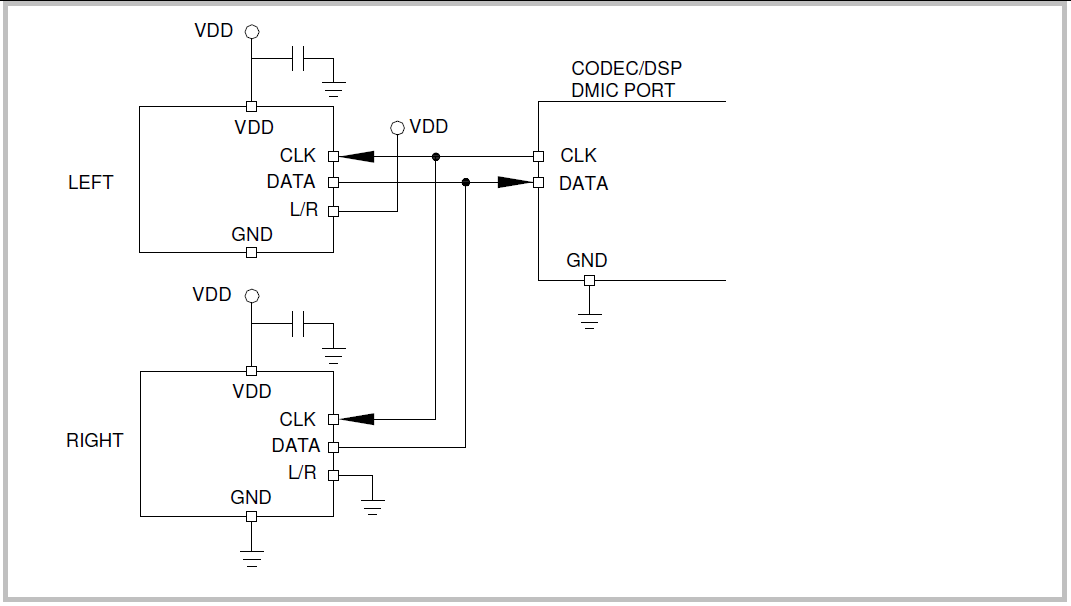 VDD
CODEC/DSP
DMIC PORT
VDD
VDD
CLK
CLK
LEFT
DATA
DATA
L/R
GND
GND
VDD
VDD
CLK
RIGHT
DATA
L/R
GND